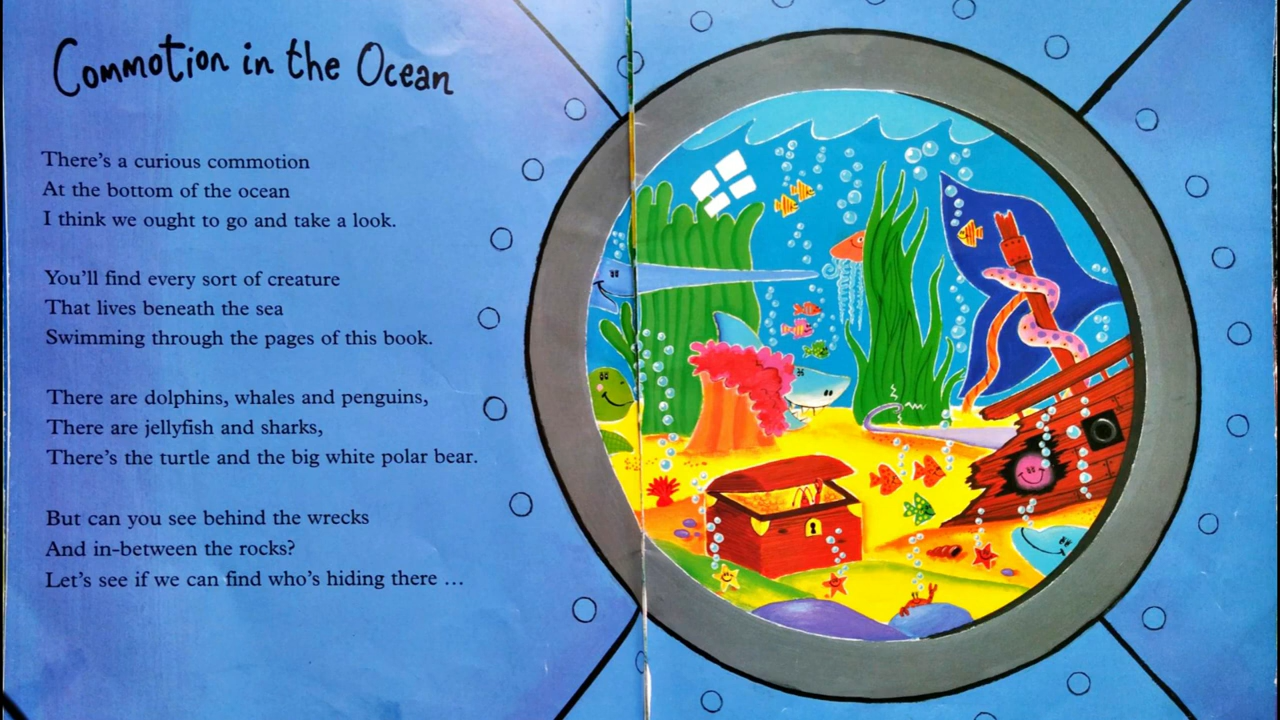 Commotion in the Ocean
There's a curious commotion
At the bottom of the ocean
I think we ought to go and take a look.
You'll find every sort of creature
That lives beneath the sea
Swimming through the pages of this book.
There are dolphins, whales and penguins,
There are jellyfish and sharks,
There's the turtle and the big white polar bear.
But can you see behind the wrecks
And in-between the rocks?
Let's see if we can find who's hiding there ...